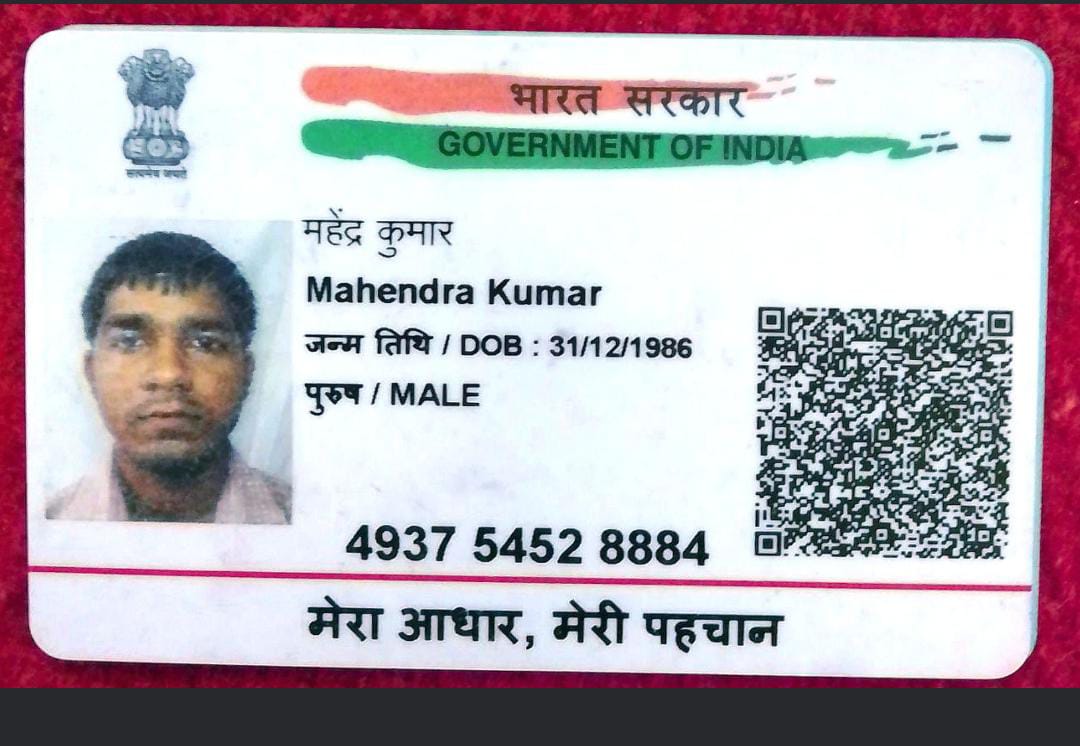 भारत सरकार
GOVERNMENT OF INDIA
सत्यमेव जयते
महेंद्र कुमार
Mahendra Kumar
जन्म तिथि / DOB : 31/12/1986
पुरुष / MALE
4937 5452 8884
मेरा आधार, मेरी पहचान